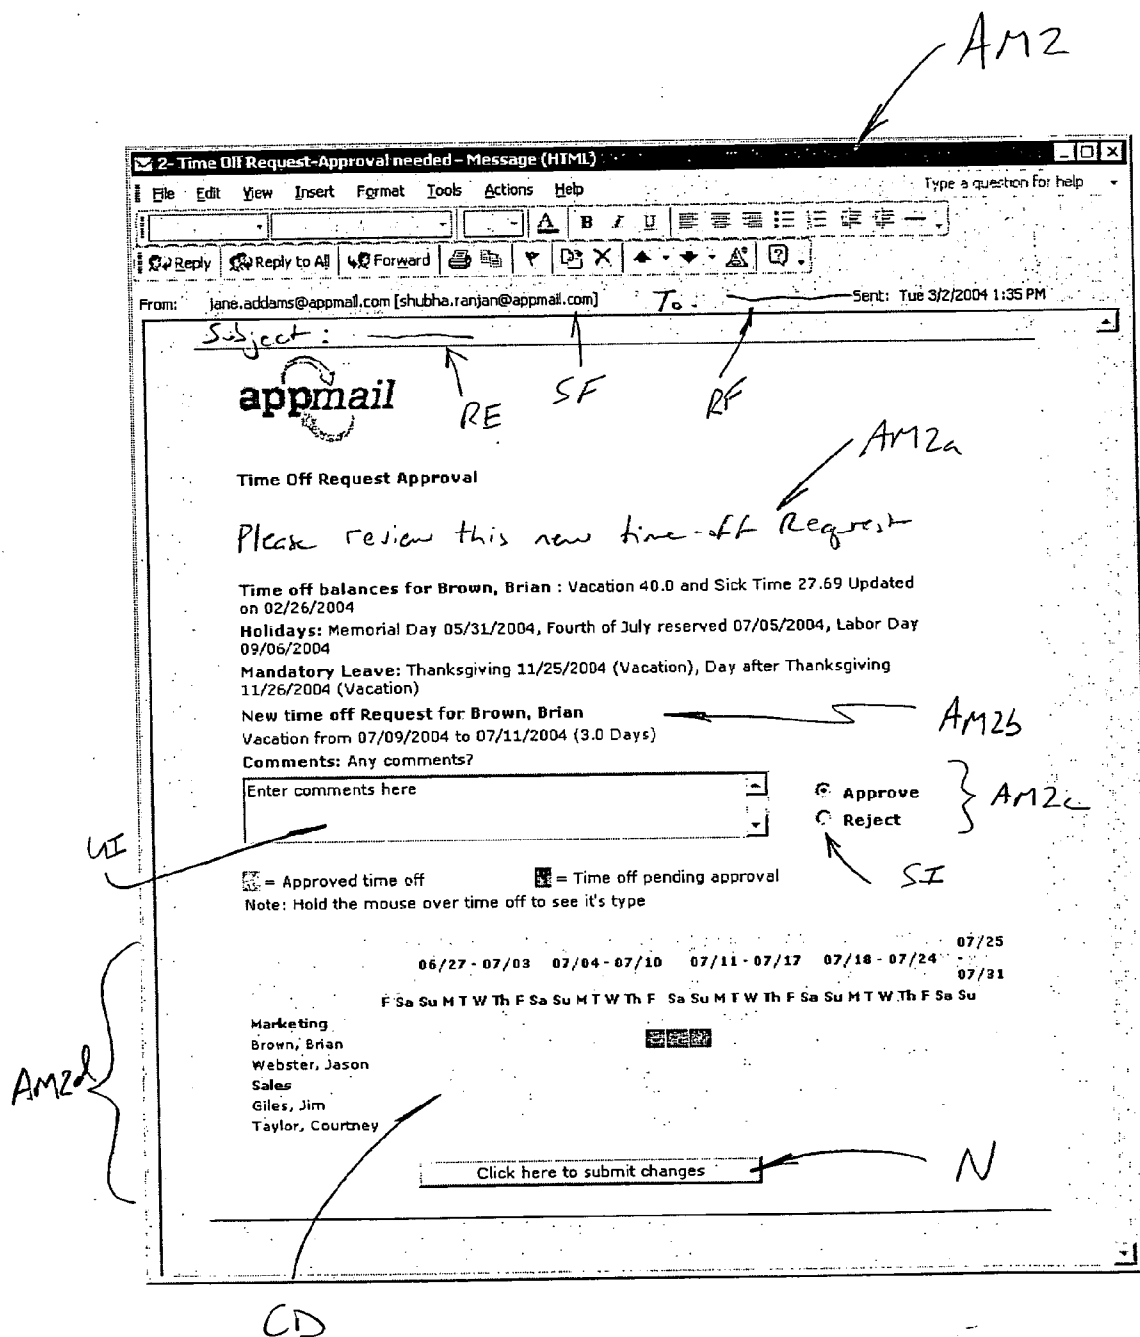 AM2
2- Time Off Request-Approval needed - Message (HTML)
File Edit View Insert Format Tools Actions Help Type a question for help
A B I U
Reply Reply to All Forward
From: jane.addams@appmail.com [shubha.ranjan@appmail.com] To. Sent: Tue 3/2/2004 1:35 PM
Subject:
RE SF RF
appmail
AM2a
Time Off Request Approval
Please review this new time-off Request
Time off balances for Brown, Brian : Vacation 40.0 and Sick Time 27.69 Updated
on 02/26/2004
Holidays: Memorial Day 05/31/2004, Fourth of July reserved 07/05/2004, Labor Day
09/06/2004
Mandatory Leave: Thanksgiving 11/25/2004 (Vacation), Day after Thanksgiving
11/26/2004 (Vacation)
New time off Request for Brown, Brian AM2b
Vacation from 07/09/2004 to 07/11/2004 (3.0 Days)
Comments: Any comments?
Enter comments here
Approve
Reject
AM2c
UI
SI
= Approved time off = Time off pending approval
Note: Hold the mouse over time off to see it's type
06/27 - 07/03 07/04 - 07/10 07/11 - 07/17 07/18 - 07/24 07/25 - 07/31
F Sa Su M T W Th F Sa Su M T W Th F Sa Su M T W Th F Sa Su M T W Th F Sa Su
Marketing
Brown, Brian
Webster, Jason
Sales
Giles, Jim
Taylor, Courtney
AM2d
Click here to submit changes N
CD